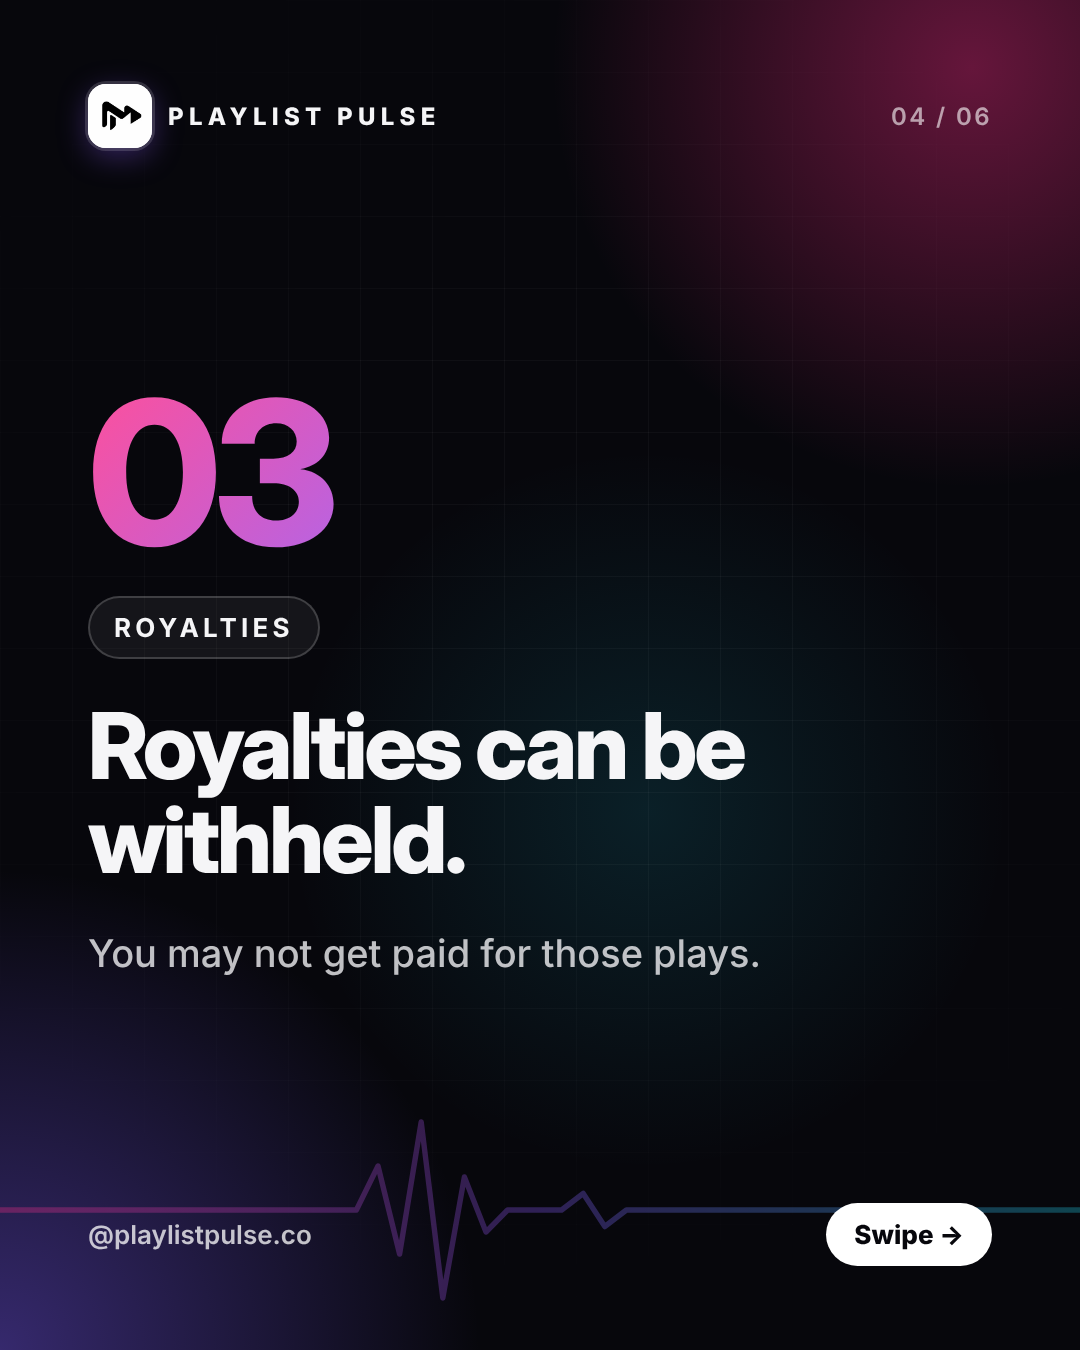 PLAYLIST PULSE
04 / 06
03
ROYALTIES
Royalties can be
withheld.
You may not get paid for those plays.
@playlistpulse.co
Swipe →